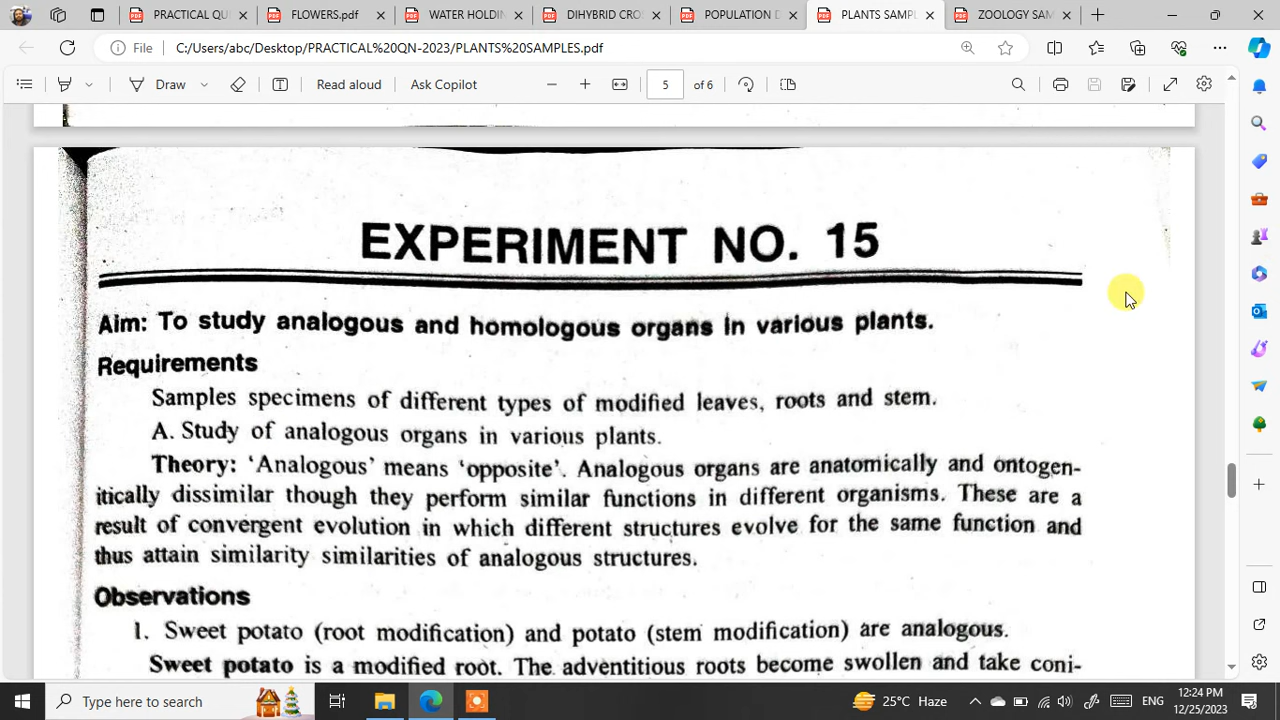 PRACTICAL QU
FLOWERS.pdf
WATER HOLDIN
DIHYBRID CRO
POPULATION D
PLANTS SAMPL
ZOOLOGY SAM
File C:/Users/abc/Desktop/PRACTICAL%20QN-2023/PLANTS%20SAMPLES.pdf
Draw Read aloud Ask Copilot 5 of 6
EXPERIMENT NO. 15
Aim: To study analogous and homologous organs in various plants.
Requirements
Samples specimens of different types of modified leaves, roots and stem.
A. Study of analogous organs in various plants.
Theory: 'Analogous' means 'opposite'. Analogous organs are anatomically and ontogen-
itically dissimilar though they perform similar functions in different organisms. These are a
result of convergent evolution in which different structures evolve for the same function and
thus attain similarity similarities of analogous structures.
Observations
1. Sweet potato (root modification) and potato (stem modification) are analogous.
Sweet potato is a modified root. The adventitious roots become swollen and take coni-
Type here to search
25°C Haze
ENG
12:24 PM
12/25/2023